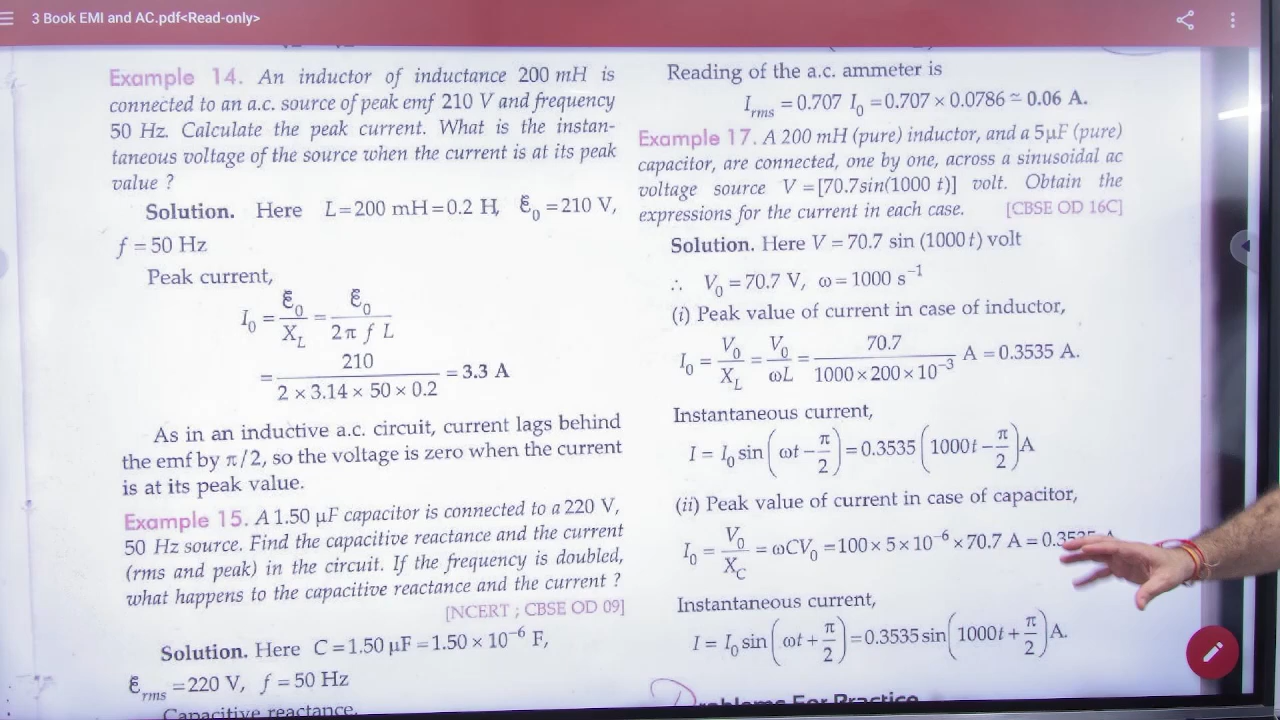 3 Book EMI and AC.pdf<Read-only>
Example 14. An inductor of inductance 200 mH is
connected to an a.c. source of peak emf 210 V and frequency
50 Hz. Calculate the peak current. What is the instan-
taneous voltage of the source when the current is at its peak
value ?
Solution. Here L = 200 mH = 0.2 H, ℰ₀ = 210 V,
f = 50 Hz
Peak current,
I₀ = ℰ₀/X_L = ℰ₀/(2π f L)
= 210/(2 × 3.14 × 50 × 0.2) = 3.3 A
As in an inductive a.c. circuit, current lags behind
the emf by π/2, so the voltage is zero when the current
is at its peak value.
Example 15. A 1.50 μF capacitor is connected to a 220 V,
50 Hz source. Find the capacitive reactance and the current
(rms and peak) in the circuit. If the frequency is doubled,
what happens to the capacitive reactance and the current ?
[NCERT ; CBSE OD 09]
Solution. Here C = 1.50 μF = 1.50 × 10⁻⁶ F,
ℰ_rms = 220 V, f = 50 Hz
Capacitive reactance,
Reading of the a.c. ammeter is
I_rms = 0.707 I₀ = 0.707 × 0.0786 ≃ 0.06 A.
Example 17. A 200 mH (pure) inductor, and a 5μF (pure)
capacitor, are connected, one by one, across a sinusoidal ac
voltage source V = [70.7sin(1000 t)] volt. Obtain the
expressions for the current in each case. [CBSE OD 16C]
Solution. Here V = 70.7 sin (1000 t) volt
∴ V₀ = 70.7 V, ω = 1000 s⁻¹
(i) Peak value of current in case of inductor,
I₀ = V₀/X_L = V₀/ωL = 70.7/(1000 × 200 × 10⁻³) A = 0.3535 A.
Instantaneous current,
I = I₀ sin (ωt − π/2) = 0.3535 (1000t − π/2) A
(ii) Peak value of current in case of capacitor,
I₀ = V₀/X_C = ωCV₀ = 100 × 5 × 10⁻⁶ × 70.7 A =
Instantaneous current,
I = I₀ sin (ωt + π/2) = 0.3535 sin (1000t + π/2) A.
Problems For Practice